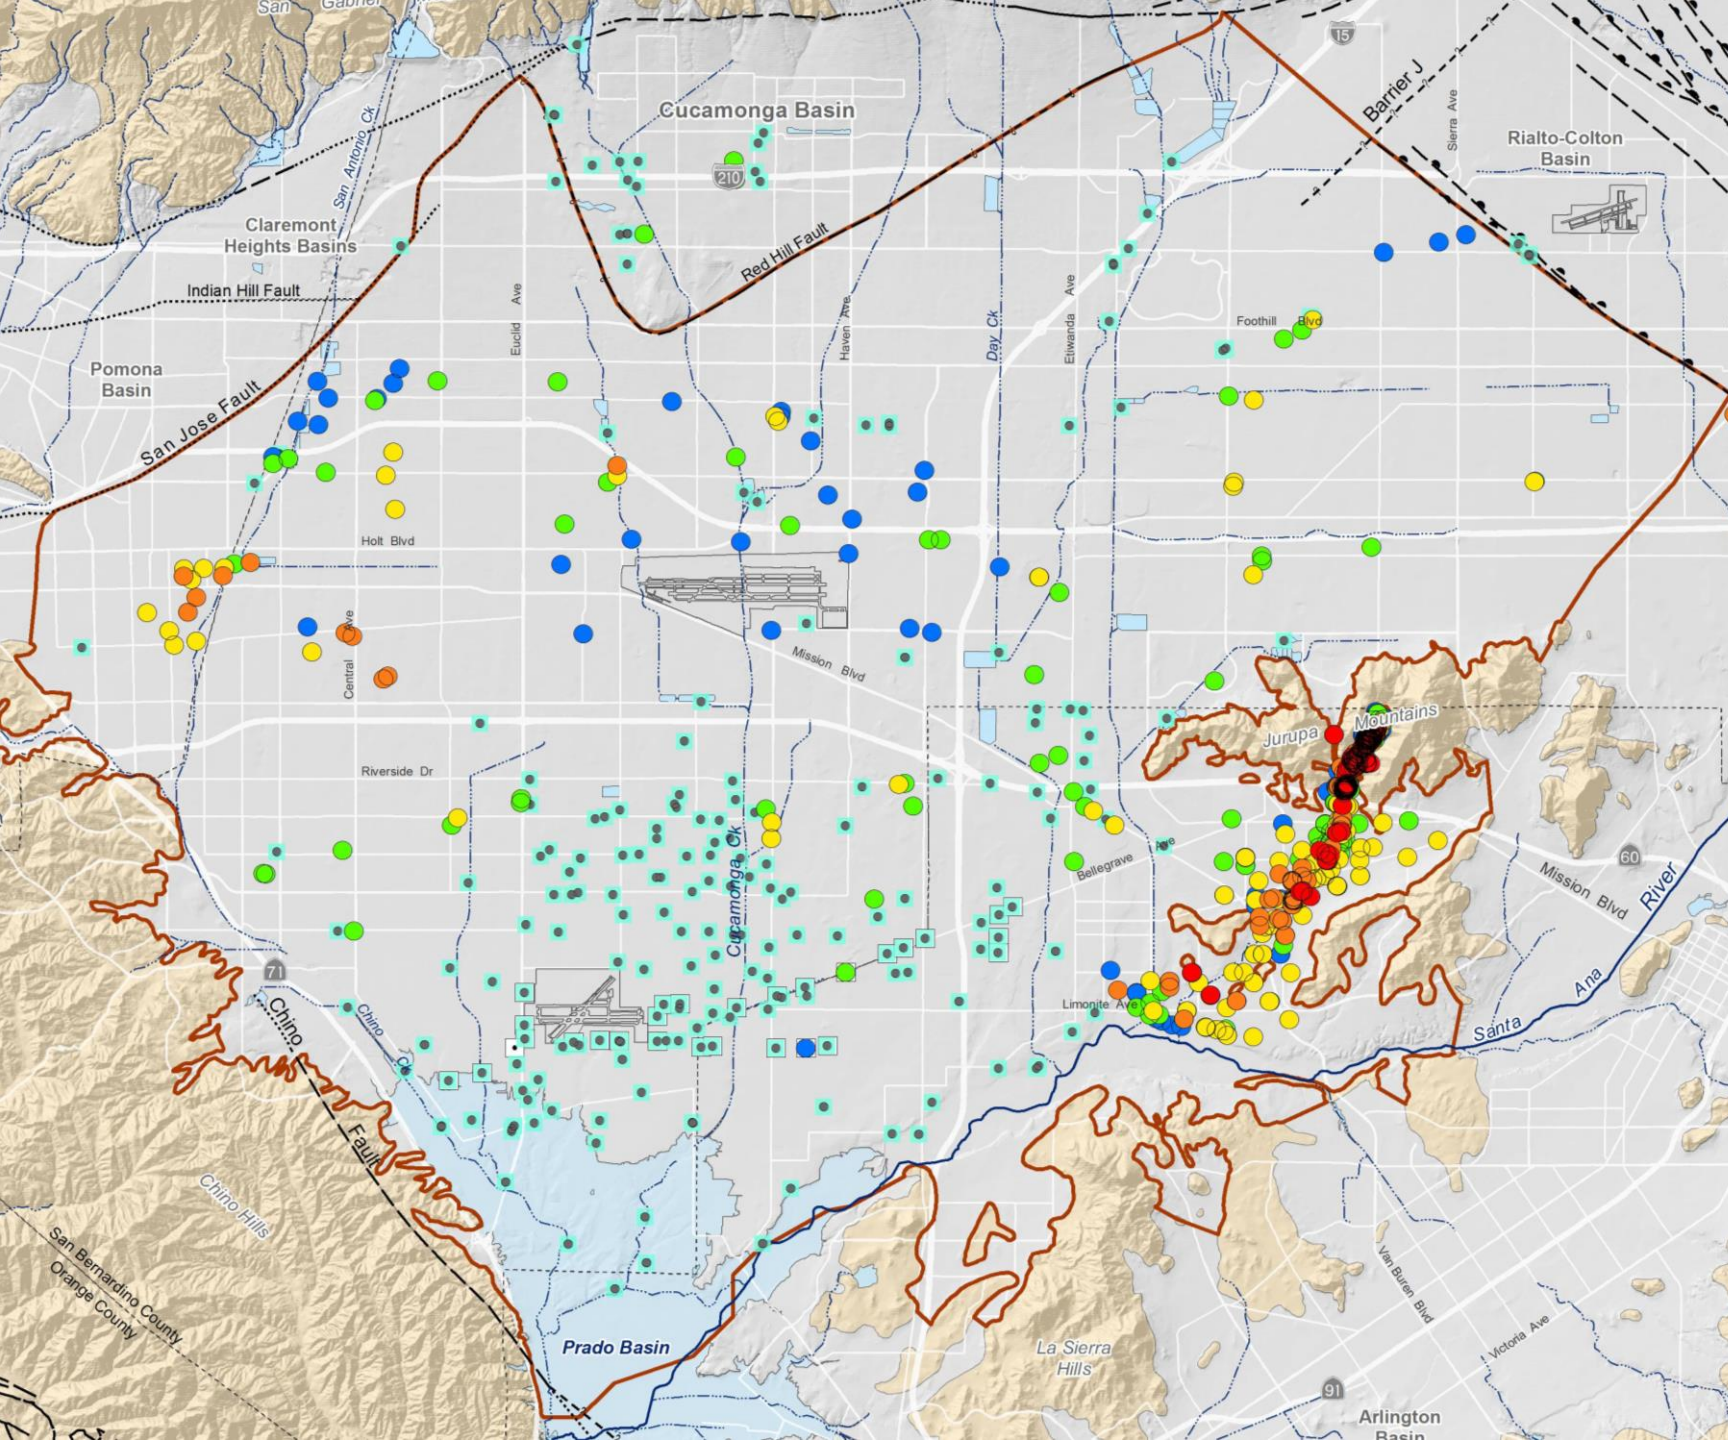 San Gabriel
15
Cucamonga Basin
Barrier J
Sierra Ave
Rialto-Colton
Basin
San Antonio Ck
210
Claremont
Heights Basins
Red Hill Fault
Indian Hill Fault
Euclid Ave
Haven Ave
Day Ck
Etiwanda Ave
Foothill Blvd
Pomona
Basin
San Jose Fault
Holt Blvd
Central Ave
Mission Blvd
Jurupa Mountains
Riverside Dr
Cucamonga Ck
Bellegrave Ave
60
Mission Blvd
River
71
Chino
Chino Ck
Limonite Ave
Ana
Santa
Fault
Chino Hills
San Bernardino County
Orange County
Van Buren Blvd
Victoria Ave
Prado Basin
La Sierra
Hills
91
Arlington
Basin